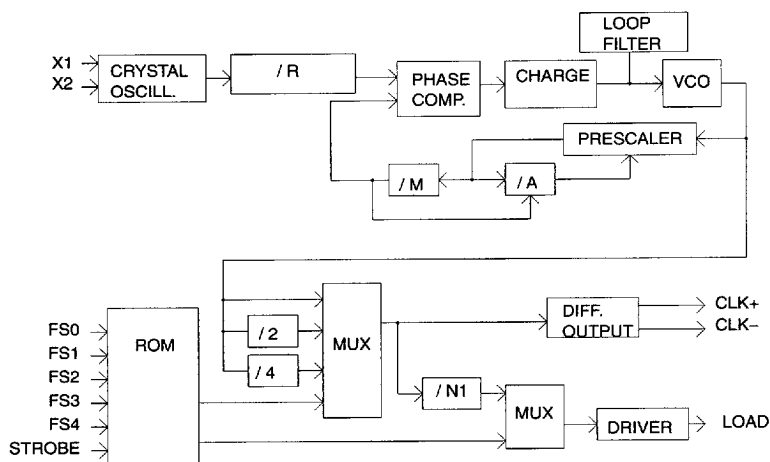 LOOP
FILTER
X1
X2
CRYSTAL
OSCILL.
/ R
PHASE
COMP.
CHARGE
VCO
PRESCALER
/ M
/ A
FS0
FS1
FS2
FS3
FS4
STROBE
ROM
/ 2
/ 4
MUX
DIFF.
OUTPUT
CLK+
CLK–
/ N1
MUX
DRIVER
LOAD